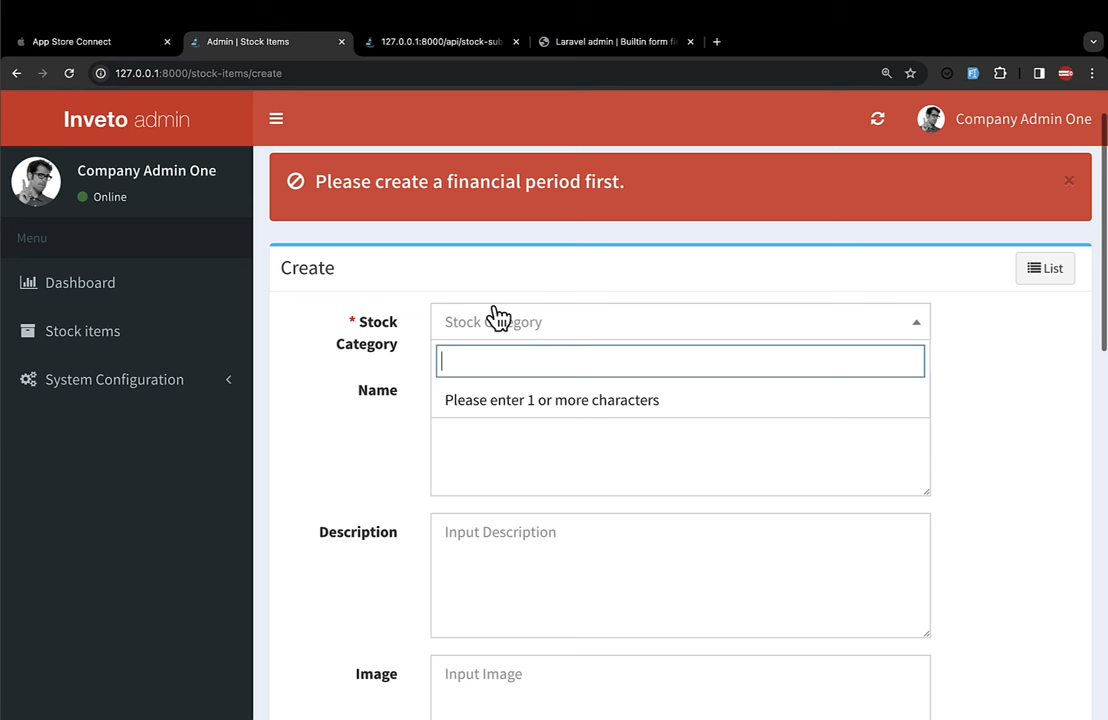 App Store Connect
Admin | Stock Items
127.0.0.1:8000/api/stock-sub
Laravel admin | Builtin form fi
127.0.0.1:8000/stock-items/create
Inveto admin
Company Admin One
Company Admin One
Online
Please create a financial period first.
Menu
Dashboard
Stock items
System Configuration
Create
List
* Stock Category
Stock Category
Please enter 1 or more characters
Name
Description
Input Description
Image
Input Image